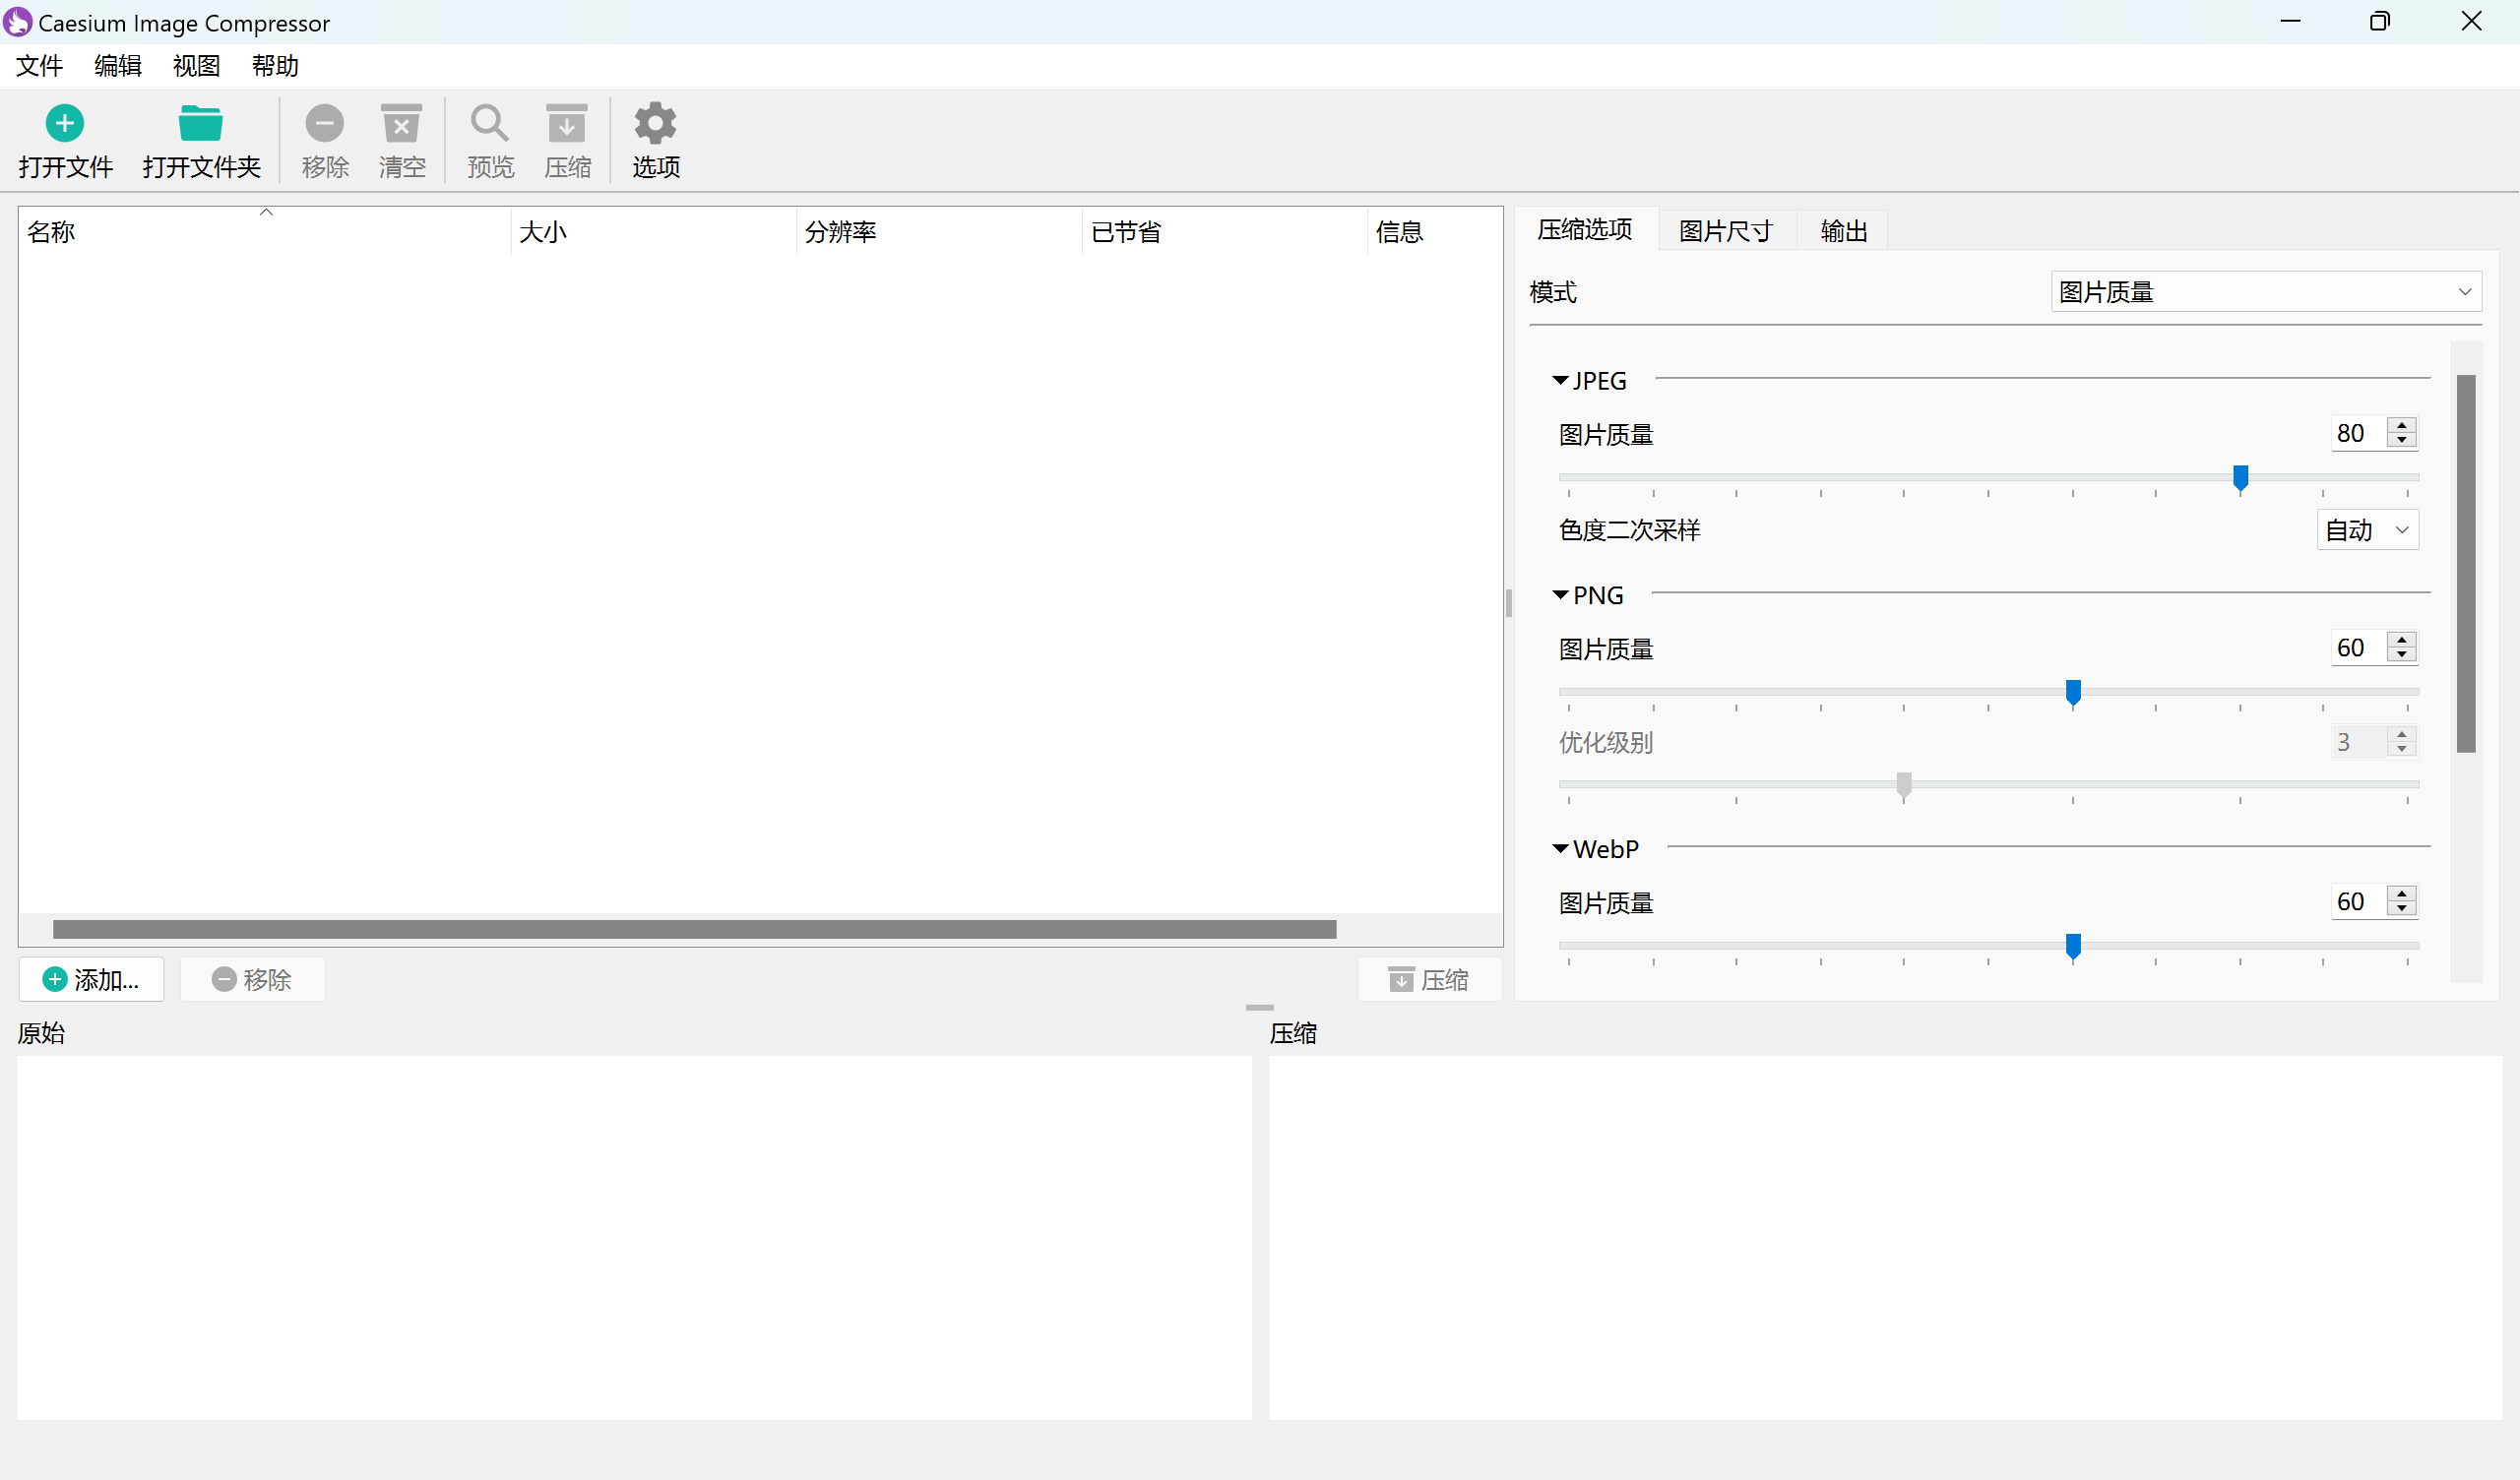 Caesium Image Compressor
文件 编辑 视图 帮助
打开文件 打开文件夹 移除 清空 预览 压缩 选项
名称 大小 分辨率 已节省 信息
压缩选项 图片尺寸 输出
模式 图片质量
JPEG
图片质量 80
色度二次采样 自动
PNG
图片质量 60
优化级别 3
WebP
图片质量 60
添加... 移除 压缩
原始 压缩